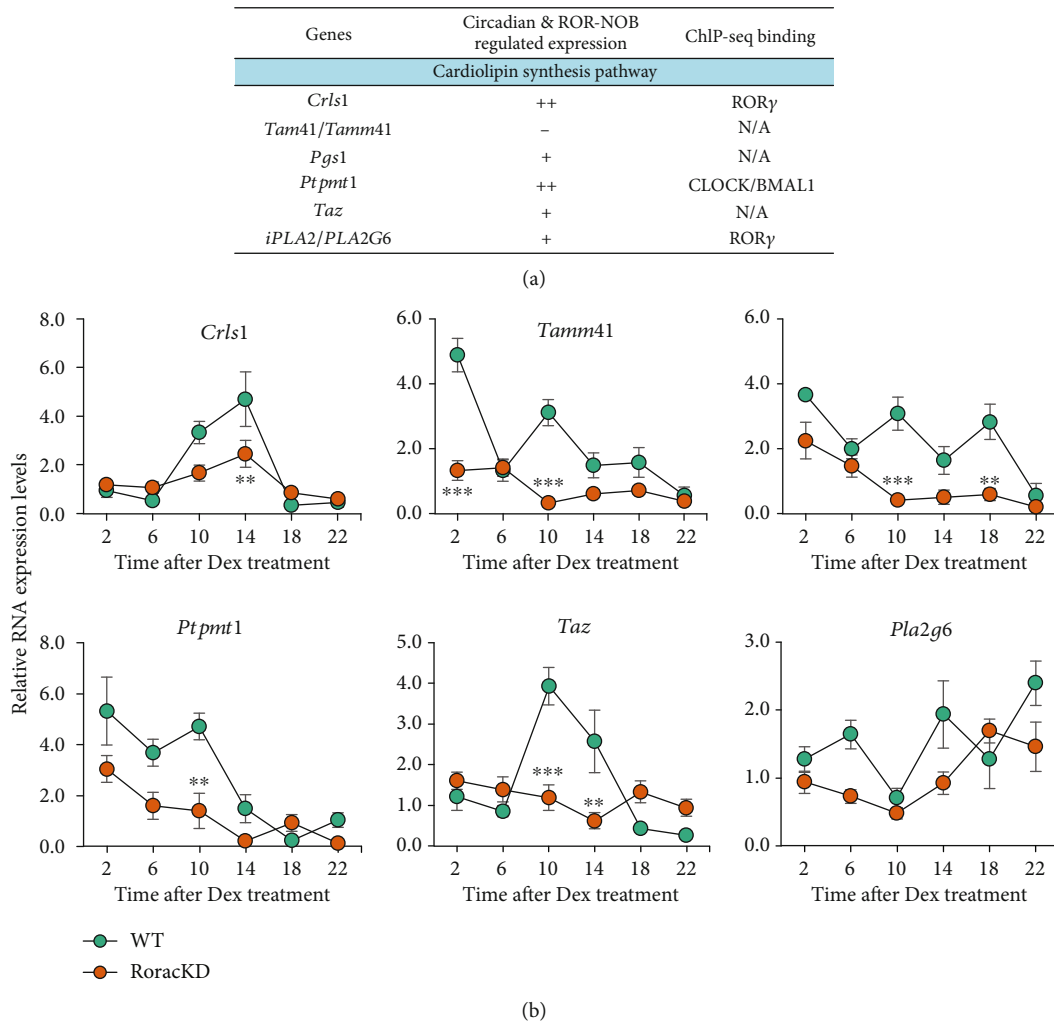 Genes Circadian & ROR-NOB regulated expression ChIP-seq binding
Cardiolipin synthesis pathway
Crls1 ++ RORγ
Tam41/Tamm41 – N/A
Pgs1 + N/A
Ptpmt1 ++ CLOCK/BMAL1
Taz + N/A
iPLA2/PLA2G6 + RORγ
(a)
Relative RNA expression levels
Crls1
8.0
6.0
4.0
2.0
0.0
**
2 6 10 14 18 22
Time after Dex treatment
Tamm41
6.0
4.0
2.0
0.0
*** ***
2 6 10 14 18 22
Time after Dex treatment
6.0
4.0
2.0
0.0
*** **
2 6 10 14 18 22
Time after Dex treatment
Ptpmt1
8.0
6.0
4.0
2.0
0.0
**
2 6 10 14 18 22
Time after Dex treatment
Taz
5.0
4.0
3.0
2.0
1.0
0.0
*** **
2 6 10 14 18 22
Time after Dex treatment
Pla2g6
3.0
2.0
1.0
0.0
2 6 10 14 18 22
Time after Dex treatment
WT
RoracKD
(b)